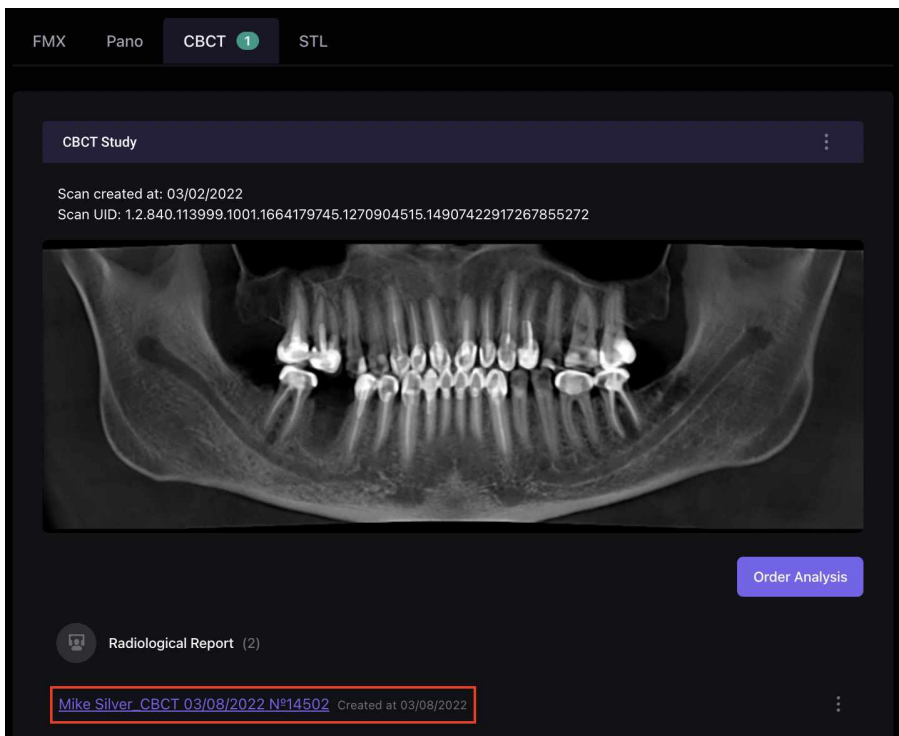 FMX Pano CBCT 1 STL
CBCT Study
Scan created at: 03/02/2022
Scan UID: 1.2.840.113999.1001.1664179745.1270904515.14907422917267855272
Order Analysis
Radiological Report (2)
Mike Silver_CBCT 03/08/2022 №14502 Created at 03/08/2022